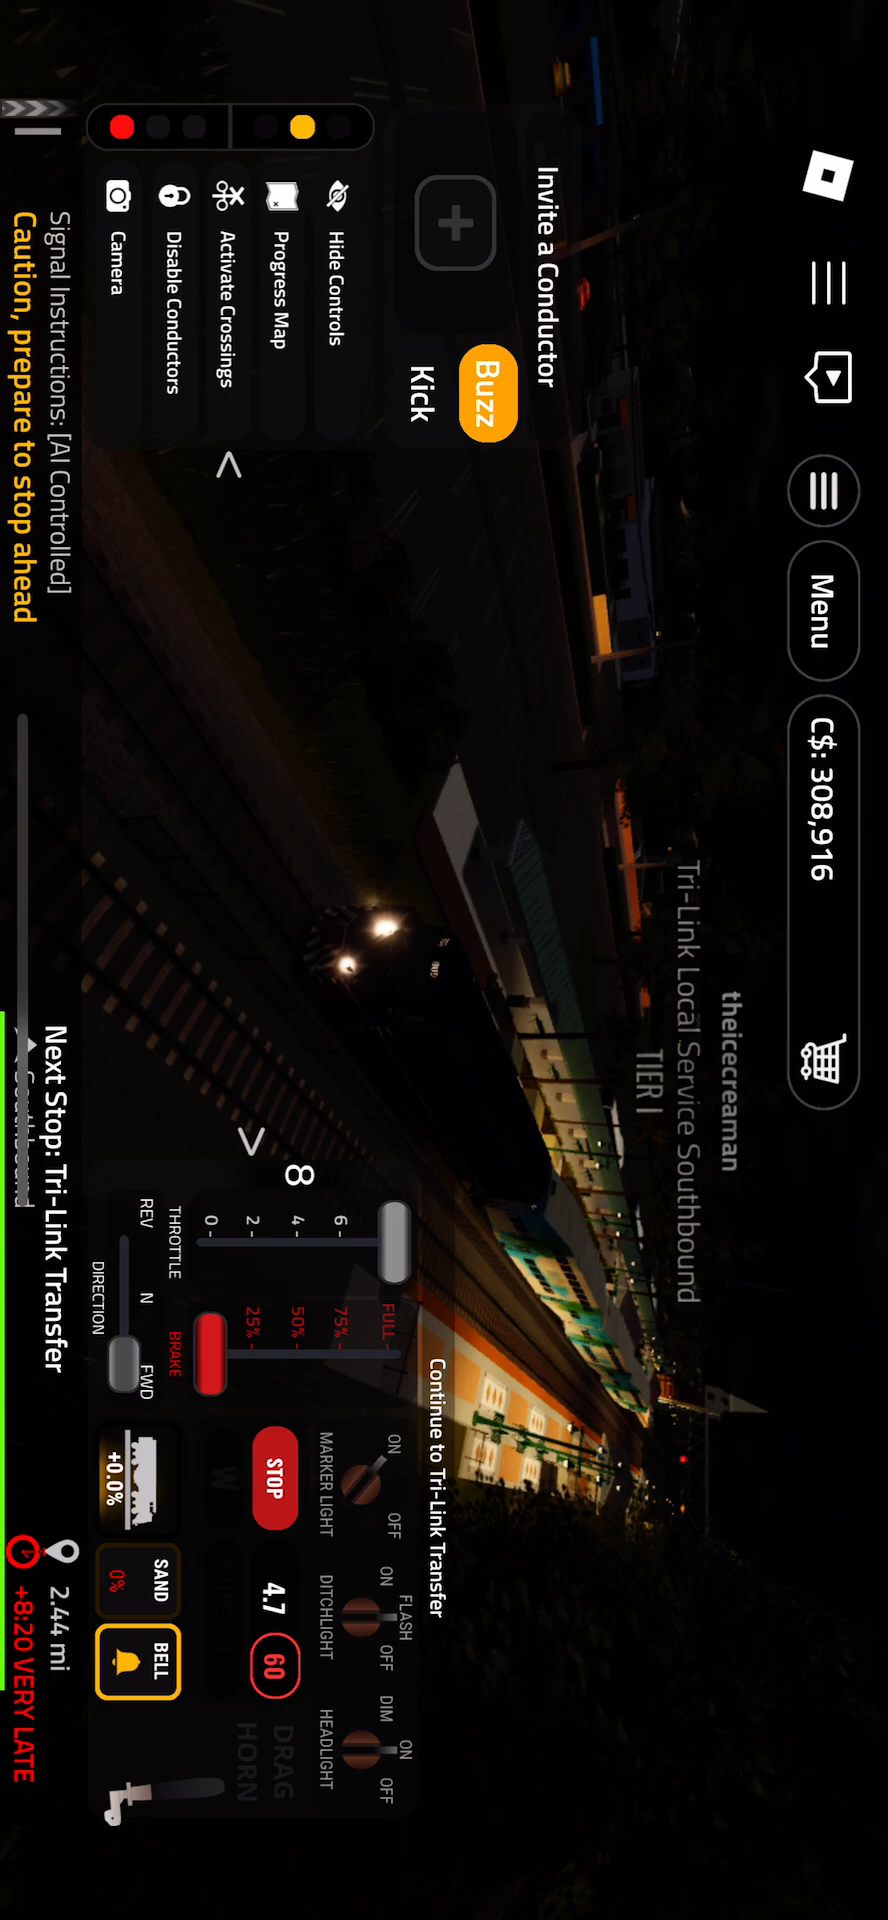 Menu
C$: 308,916
theicecreaman
Tri-Link Local Service Southbound
TIER I
Invite a Conductor
Buzz
Kick
Hide Controls
Progress Map
Activate Crossings
Disable Conductors
Camera
Signal Instructions: [AI Controlled]
Caution, prepare to stop ahead
Next Stop: Tri-Link Transfer
Southbound
2.44 mi
+8:20 VERY LATE
Continue to Tri-Link Transfer
8
6 -
4 -
2 -
0 -
THROTTLE
FULL -
75% -
50% -
25% -
BRAKE
REV N FWD
DIRECTION
ON OFF
MARKER LIGHT
FLASH
ON OFF
DITCHLIGHT
ON
DIM OFF
HEADLIGHT
STOP
4.7
60
W
DRAG
HORN
+0.0%
SAND
0%
BELL